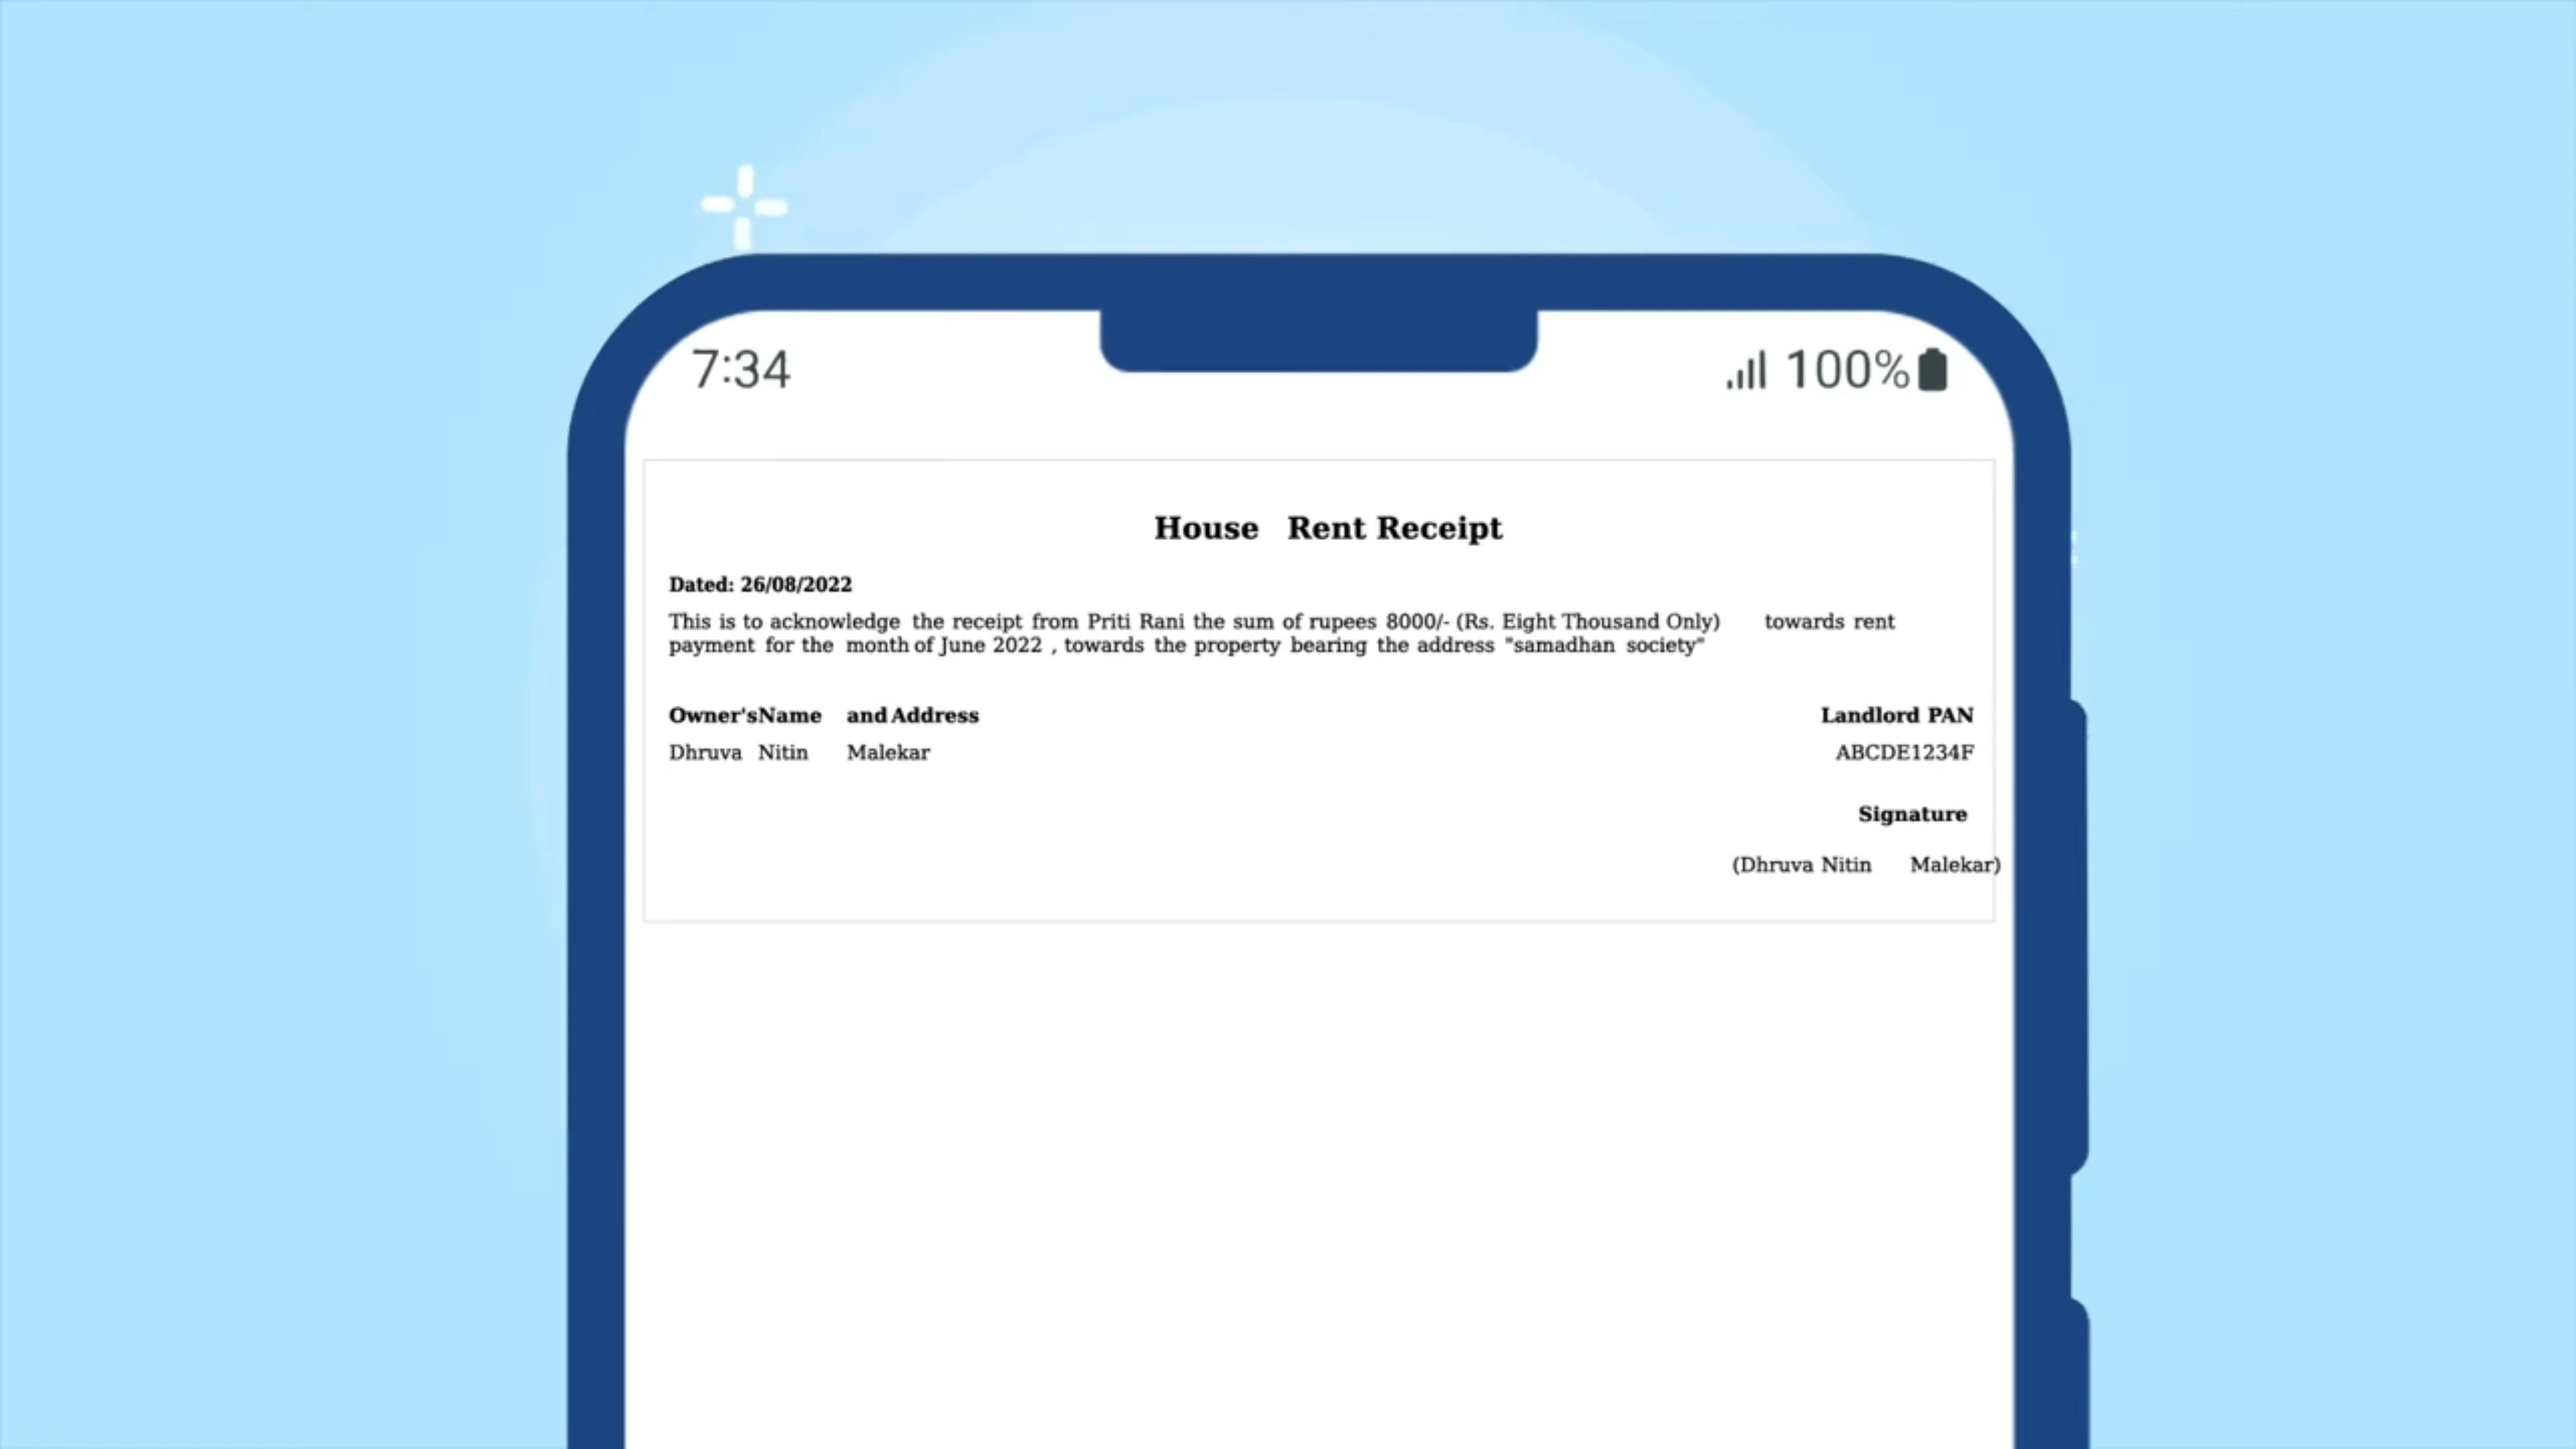 7:34 100%
House Rent Receipt
Dated: 26/08/2022
This is to acknowledge the receipt from Priti Rani the sum of rupees 8000/- (Rs. Eight Thousand Only) towards rent
payment for the month of June 2022 , towards the property bearing the address "samadhan society"
Owner'sName and Address Landlord PAN
Dhruva Nitin Malekar ABCDE1234F
Signature
(Dhruva Nitin Malekar)